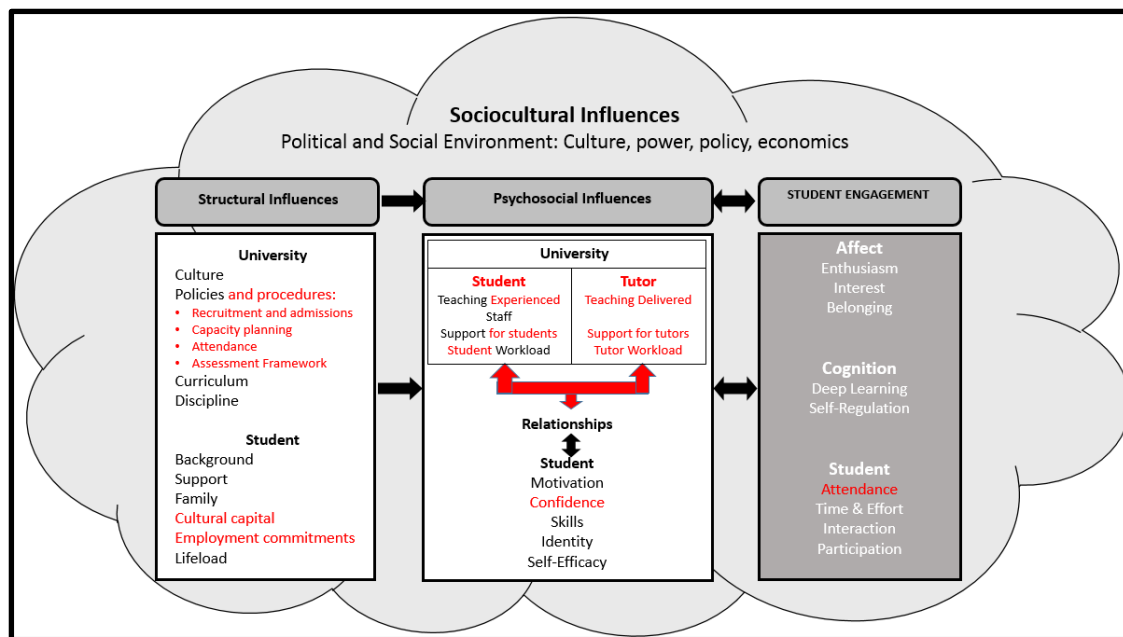 Sociocultural Influences
Political and Social Environment: Culture, power, policy, economics
Structural Influences
University
Culture
Policies and procedures:
• Recruitment and admissions
• Capacity planning
• Attendance
• Assessment Framework
Curriculum
Discipline
Student
Background
Support
Family
Cultural capital
Employment commitments
Lifeload
Psychosocial Influences
University
Student
Teaching Experienced
Staff
Support for students
Student Workload
Tutor
Teaching Delivered
Support for tutors
Tutor Workload
Relationships
Student
Motivation
Confidence
Skills
Identity
Self-Efficacy
STUDENT ENGAGEMENT
Affect
Enthusiasm
Interest
Belonging
Cognition
Deep Learning
Self-Regulation
Student
Attendance
Time & Effort
Interaction
Participation